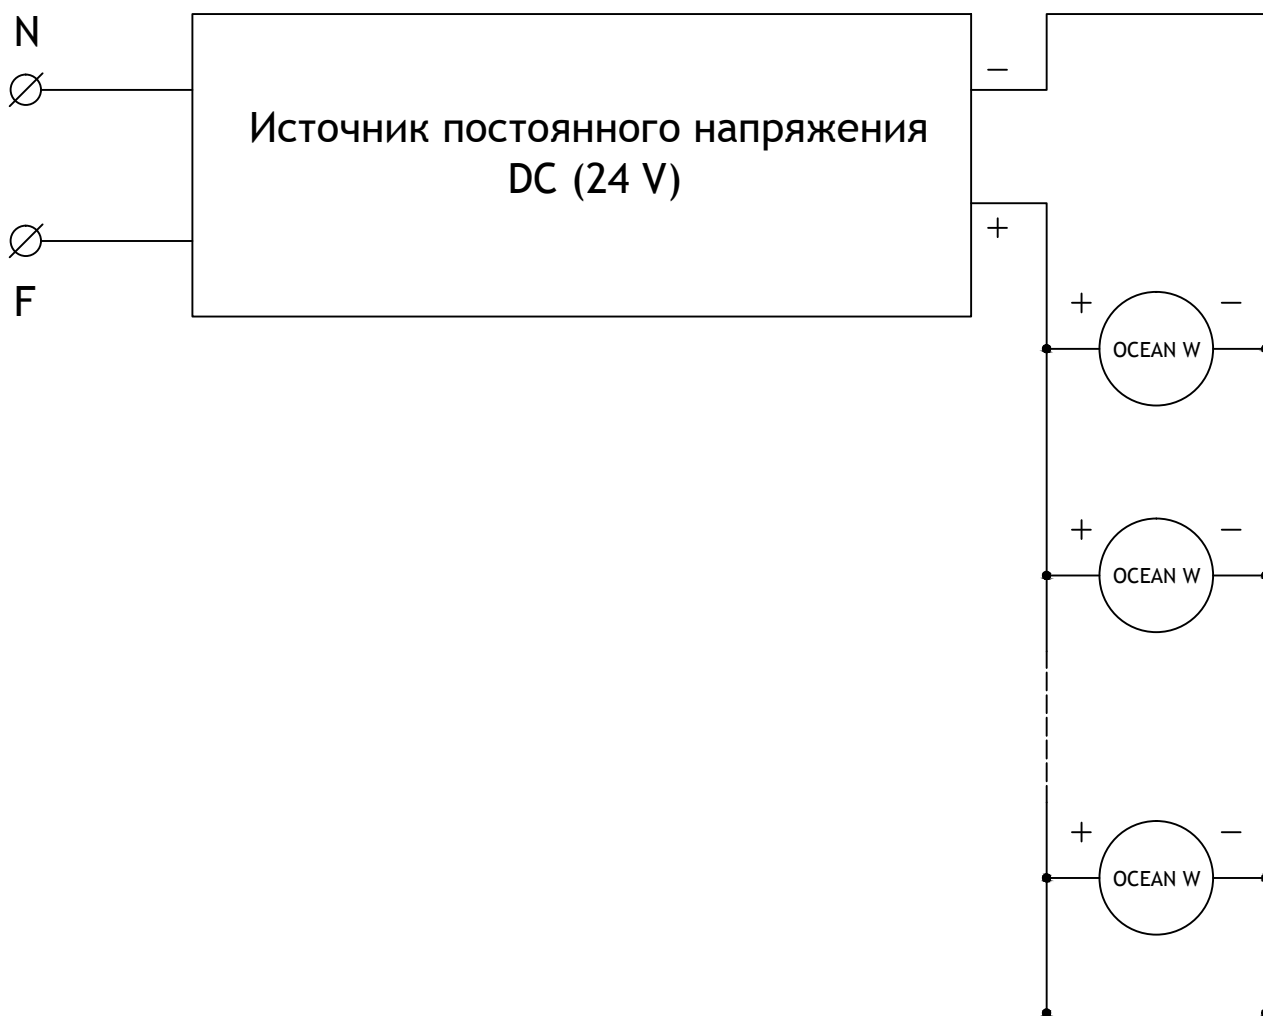 N
F
Источник постоянного напряжения
DC (24 V)
−
+
+ OCEAN W −
+ OCEAN W −
+ OCEAN W −